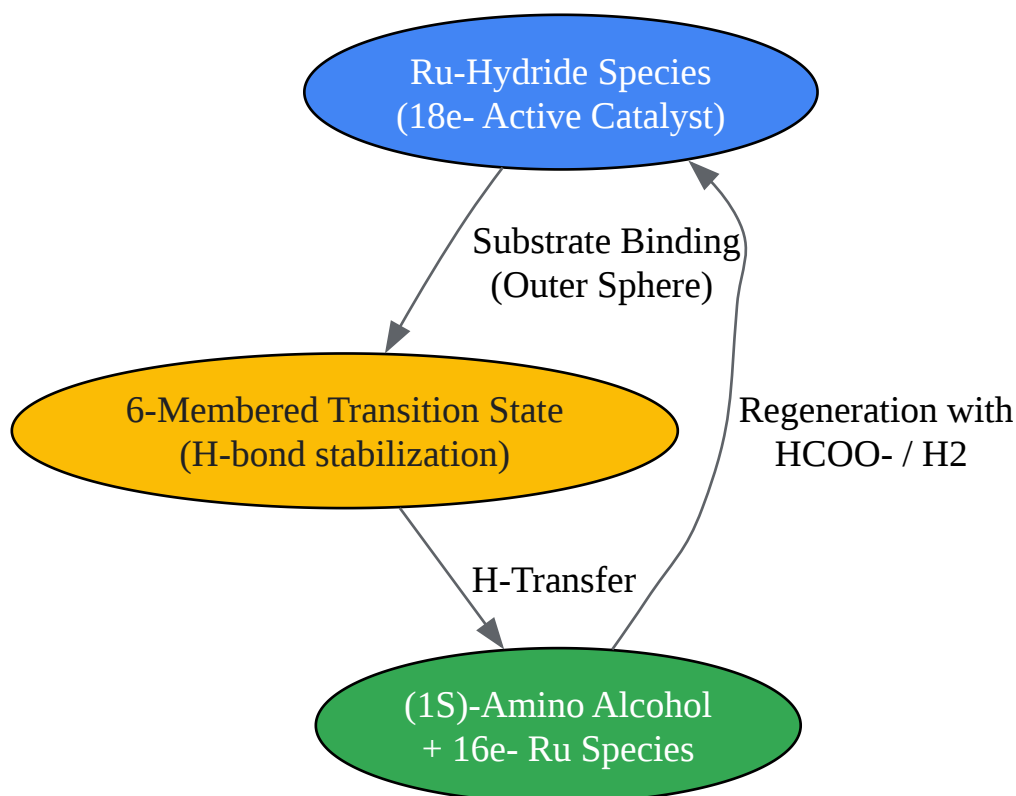 Ru-Hydride Species
(18e- Active Catalyst)
Substrate Binding
(Outer Sphere)
6-Membered Transition State
(H-bond stabilization)
Regeneration with
HCOO- / H2
H-Transfer
(1S)-Amino Alcohol
+ 16e- Ru Species